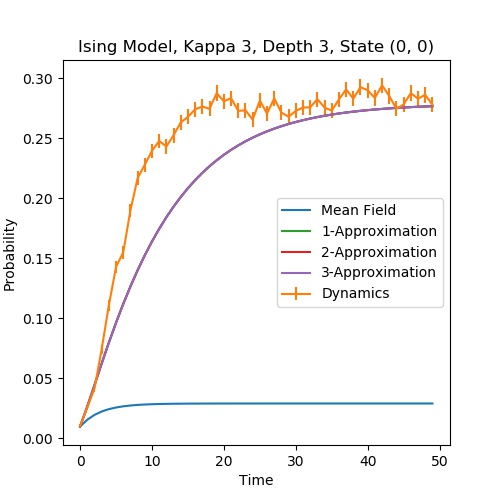 Ising Model, Kappa 3, Depth 3, State (0, 0)
0.30
0.25
0.20
0.15
0.10
0.05
0.00
Probability
Mean Field
1-Approximation
2-Approximation
3-Approximation
Dynamics
0 10 20 30 40 50
Time